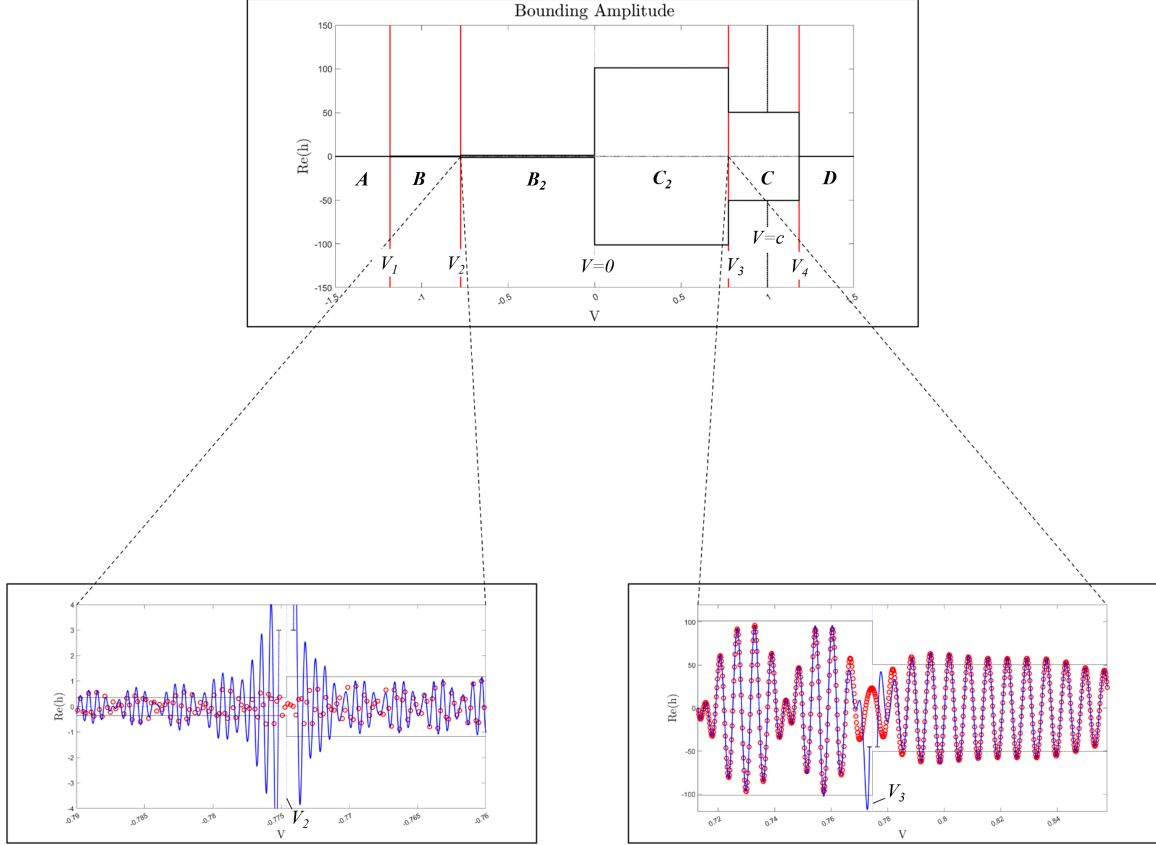 Bounding Amplitude
150
100
50
0
-50
-100
-150
Re(h)
A
B
B2
C2
C
D
V=c
V1
V2
V=0
V3
V4
-1.5
-1
-0.5
0
0.5
1
1.5
V
4
3
2
1
0
-1
-2
-3
-4
Re(h)
V2
-0.79
-0.785
-0.78
-0.775
-0.77
-0.765
-0.76
V
100
50
0
-50
-100
Re(h)
V3
0.72
0.74
0.76
0.78
0.8
0.82
0.84
V